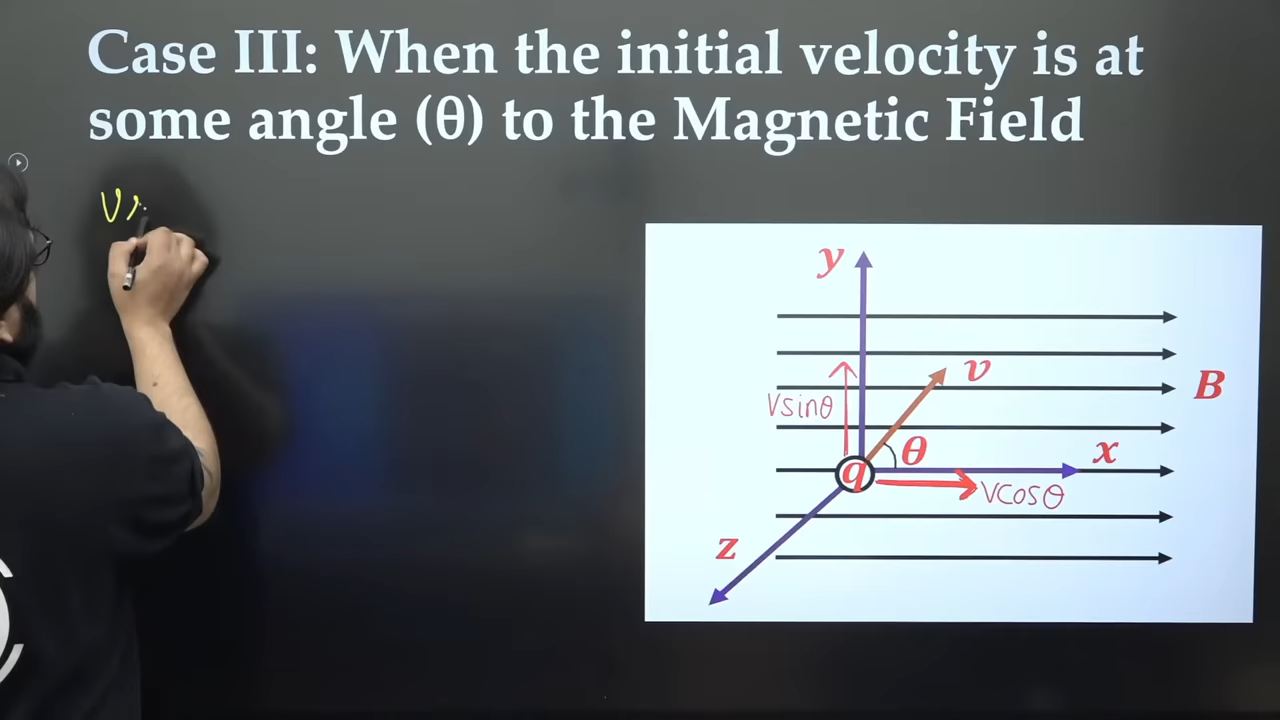 Case III: When the initial velocity is at
some angle (θ) to the Magnetic Field
y
v
B
Vsinθ
θ
x
q
Vcosθ
z